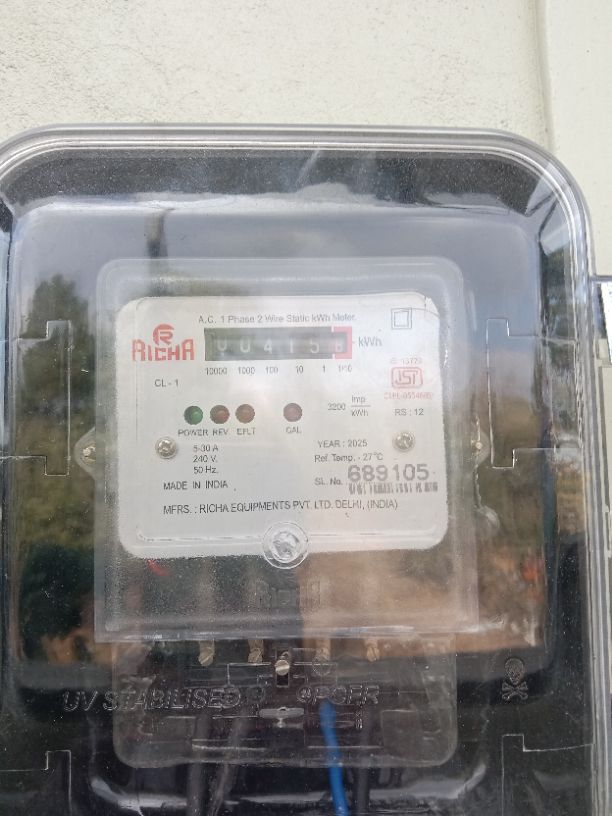 A.C. 1 Phase 2 Wire Static kWh Meter.
R
RICHA
004158 kWh
10000 1000 100 10 1 1/10
CL - 1
ISI
3200 Imp/kWh
RS : 12
POWER REV. EFLT CAL
5-30 A
240 V.
50 Hz.
YEAR : 2025
Ref. Temp. - 27°C
SL. No. 689105
MADE IN INDIA
MFRS. : RICHA EQUIPMENTS PVT. LTD. DELHI, (INDIA)
UV STABILISED